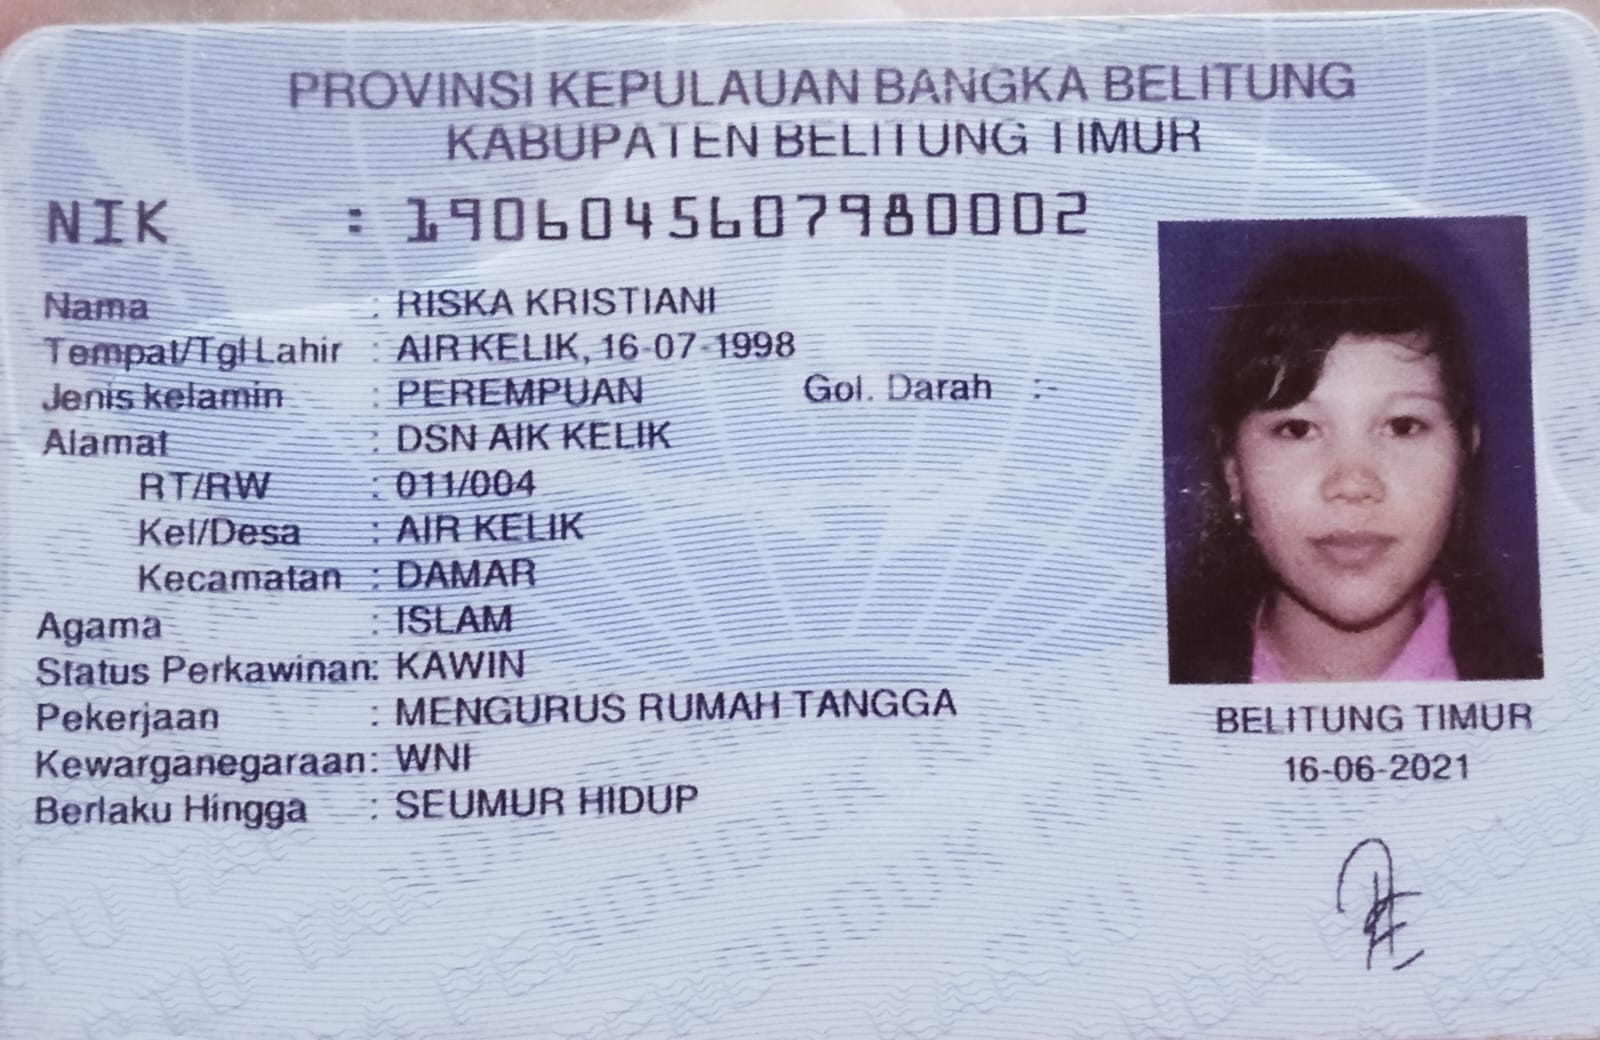 PROVINSI KEPULAUAN BANGKA BELITUNG
KABUPATEN BELITUNG TIMUR
NIK : 1906045607980002
Nama : RISKA KRISTIANI
Tempat/Tgl Lahir : AIR KELIK, 16-07-1998
Jenis kelamin : PEREMPUAN Gol. Darah :-
Alamat : DSN AIK KELIK
RT/RW : 011/004
Kel/Desa : AIR KELIK
Kecamatan : DAMAR
Agama : ISLAM
Status Perkawinan: KAWIN
Pekerjaan : MENGURUS RUMAH TANGGA
Kewarganegaraan: WNI
Berlaku Hingga : SEUMUR HIDUP
BELITUNG TIMUR
16-06-2021